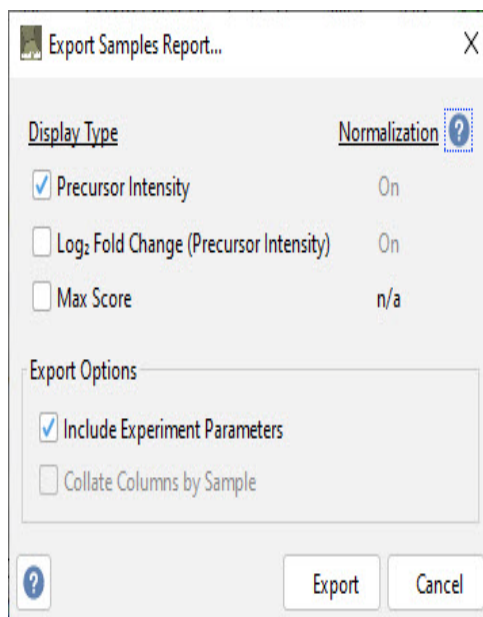 Export Samples Report...
Display Type Normalization ?
Precursor Intensity On
Log₂ Fold Change (Precursor Intensity) On
Max Score n/a
Export Options
Include Experiment Parameters
Collate Columns by Sample
? Export Cancel